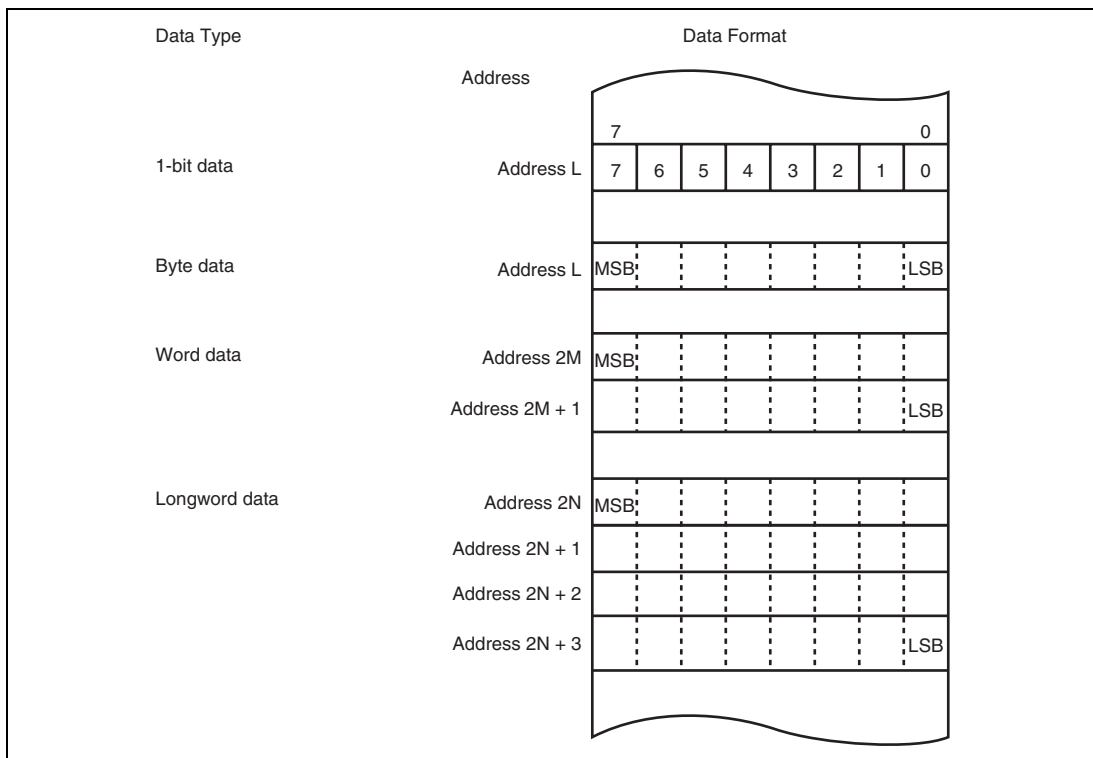 Data Type Data Format
Address
7 0
1-bit data Address L 7 6 5 4 3 2 1 0
Byte data Address L MSB LSB
Word data Address 2M MSB
Address 2M + 1 LSB
Longword data Address 2N MSB
Address 2N + 1
Address 2N + 2
Address 2N + 3 LSB